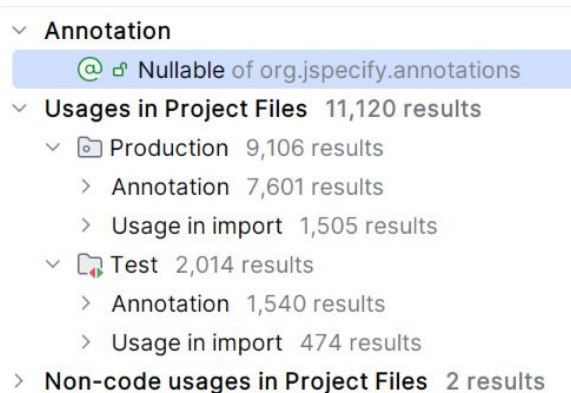 Annotation
@ Nullable of org.jspecify.annotations
Usages in Project Files 11,120 results
Production 9,106 results
Annotation 7,601 results
Usage in import 1,505 results
Test 2,014 results
Annotation 1,540 results
Usage in import 474 results
Non-code usages in Project Files 2 results